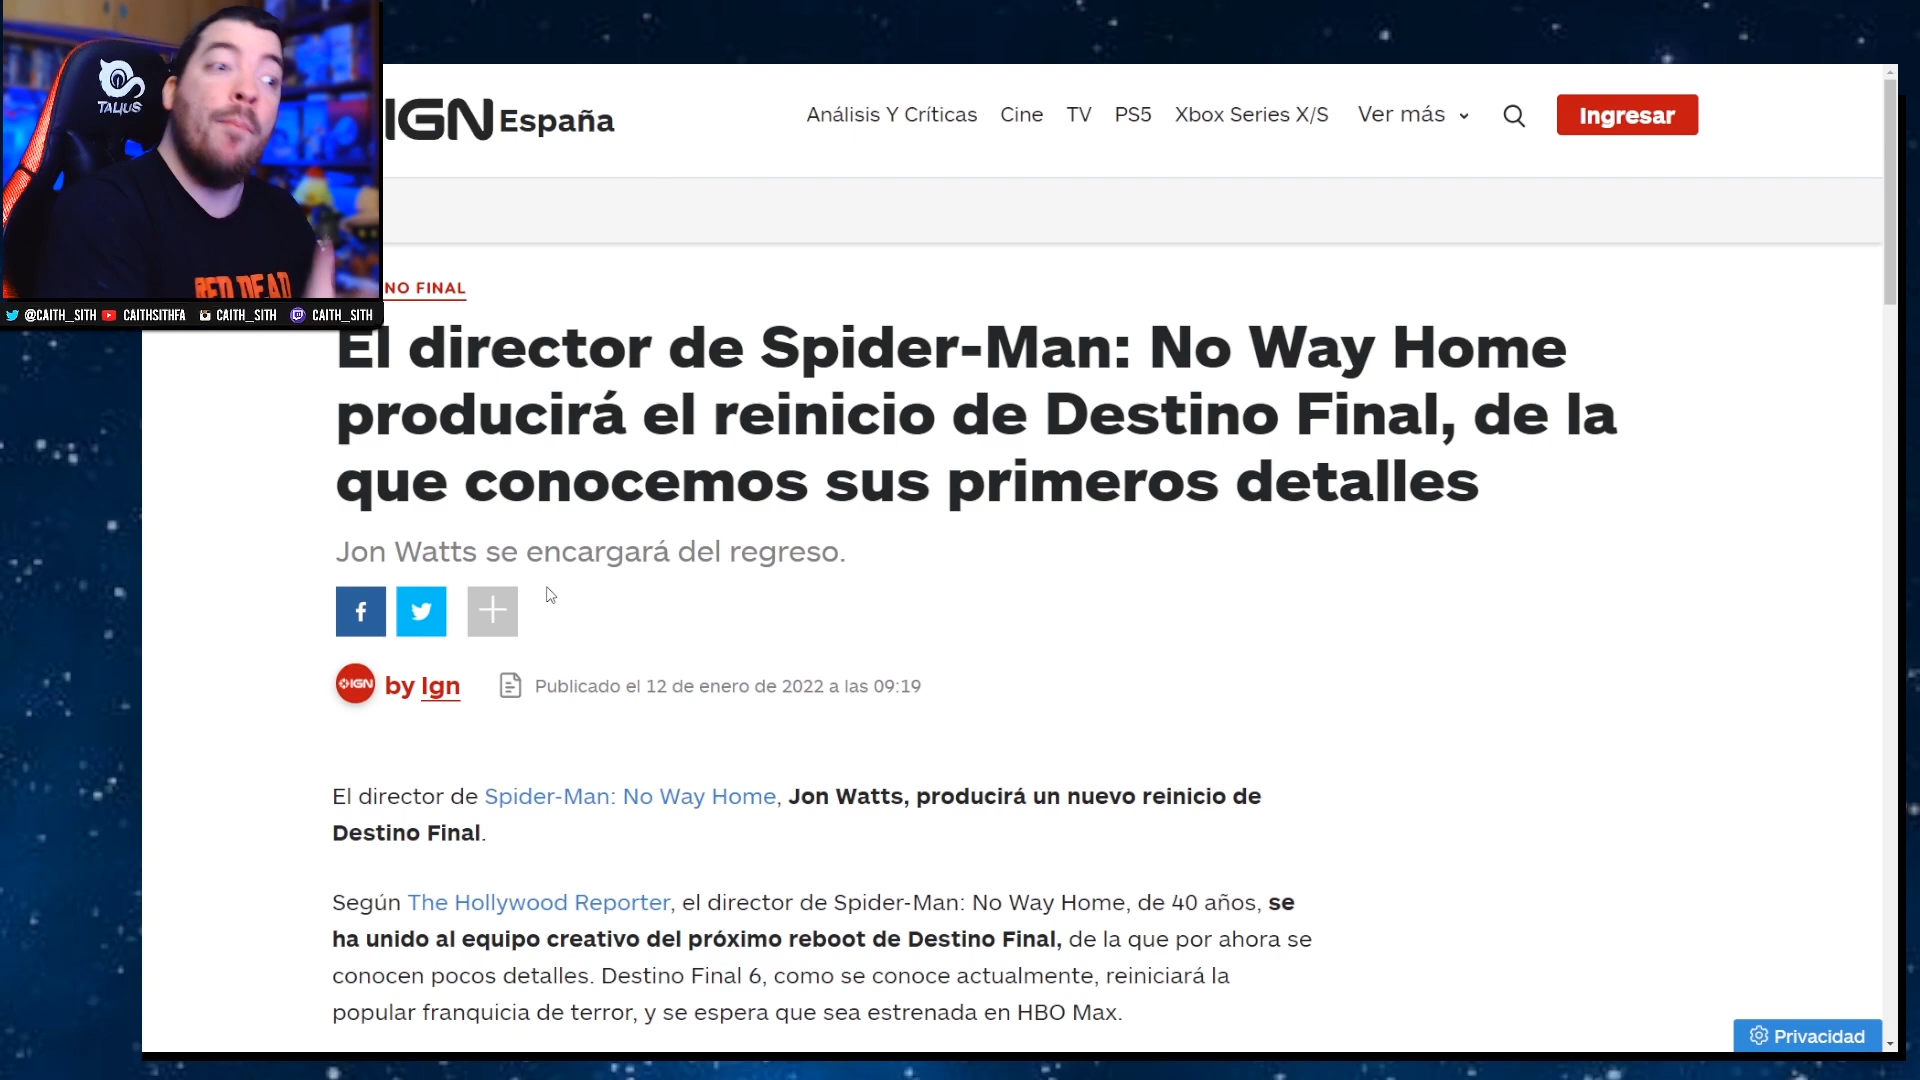 TALIUS
RED DEAD
@CAITH_SITH CAITHSITHFA CAITH_SITH CAITH_SITH
IGN España
Análisis Y Críticas Cine TV PS5 Xbox Series X/S Ver más Ingresar
NO FINAL
El director de Spider-Man: No Way Home
producirá el reinicio de Destino Final, de la
que conocemos sus primeros detalles
Jon Watts se encargará del regreso.
IGN by Ign Publicado el 12 de enero de 2022 a las 09:19
El director de Spider-Man: No Way Home, Jon Watts, producirá un nuevo reinicio de
Destino Final.
Según The Hollywood Reporter, el director de Spider-Man: No Way Home, de 40 años, se
ha unido al equipo creativo del próximo reboot de Destino Final, de la que por ahora se
conocen pocos detalles. Destino Final 6, como se conoce actualmente, reiniciará la
popular franquicia de terror, y se espera que sea estrenada en HBO Max.
Privacidad